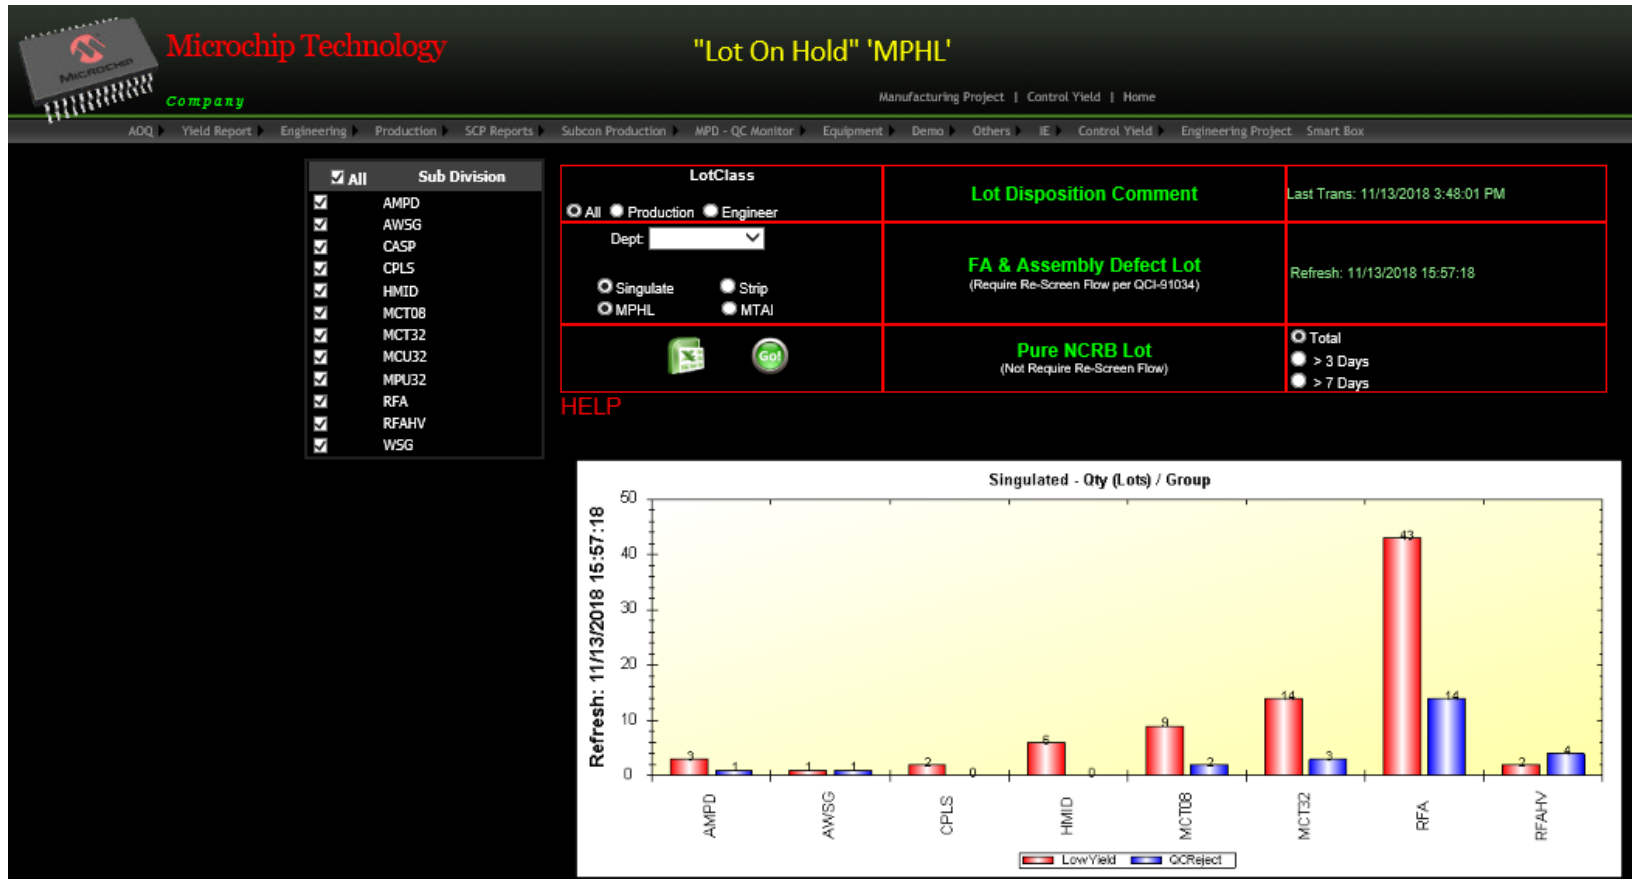 MICROCHIP
Microchip Technology
Company
"Lot On Hold" 'MPHL'
Manufacturing Project | Control Yield | Home
AOQ Yield Report Engineering Production SCP Reports Subcon Production MPD - QC Monitor Equipment Demo Others IE Control Yield Engineering Project Smart Box
All Sub Division
AMPD
AWSG
CASP
CPLS
HMID
MCT08
MCT32
MCU32
MPU32
RFA
RFAHV
WSG
LotClass
All Production Engineer
Lot Disposition Comment
Last Trans: 11/13/2018 3:48:01 PM
Dept:
Singulate Strip
MPHL MTAI
FA & Assembly Defect Lot
(Require Re-Screen Flow per QCI-91034)
Refresh: 11/13/2018 15:57:18
Go!
Pure NCRB Lot
(Not Require Re-Screen Flow)
Total
> 3 Days
> 7 Days
HELP
Singulated - Qty (Lots) / Group
Refresh: 11/13/2018 15:57:18
50
40
30
20
10
0
3 1 1 1 2 0 6 0 9 2 14 3 43 14 2 4
AMPD AWSG CPLS HMID MCT08 MCT32 RFA RFAHV
LowYield QCReject